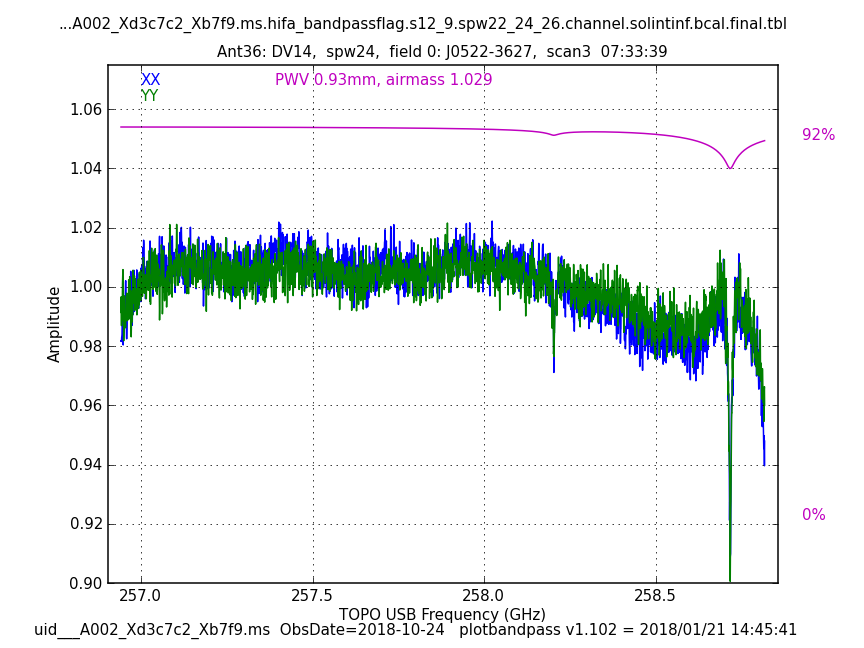 ...A002_Xd3c7c2_Xb7f9.ms.hifa_bandpassflag.s12_9.spw22_24_26.channel.solintinf.bcal.final.tbl
Ant36: DV14,  spw24,  field 0: J0522-3627,  scan3  07:33:39
XX
PWV 0.93mm, airmass 1.029
YY
1.06
92%
1.04
1.02
1.00
Amplitude
0.98
0.96
0.94
0.92
0%
0.90
257.0 257.5 258.0 258.5
TOPO USB Frequency (GHz)
uid___A002_Xd3c7c2_Xb7f9.ms  ObsDate=2018-10-24   plotbandpass v1.102 = 2018/01/21 14:45:41